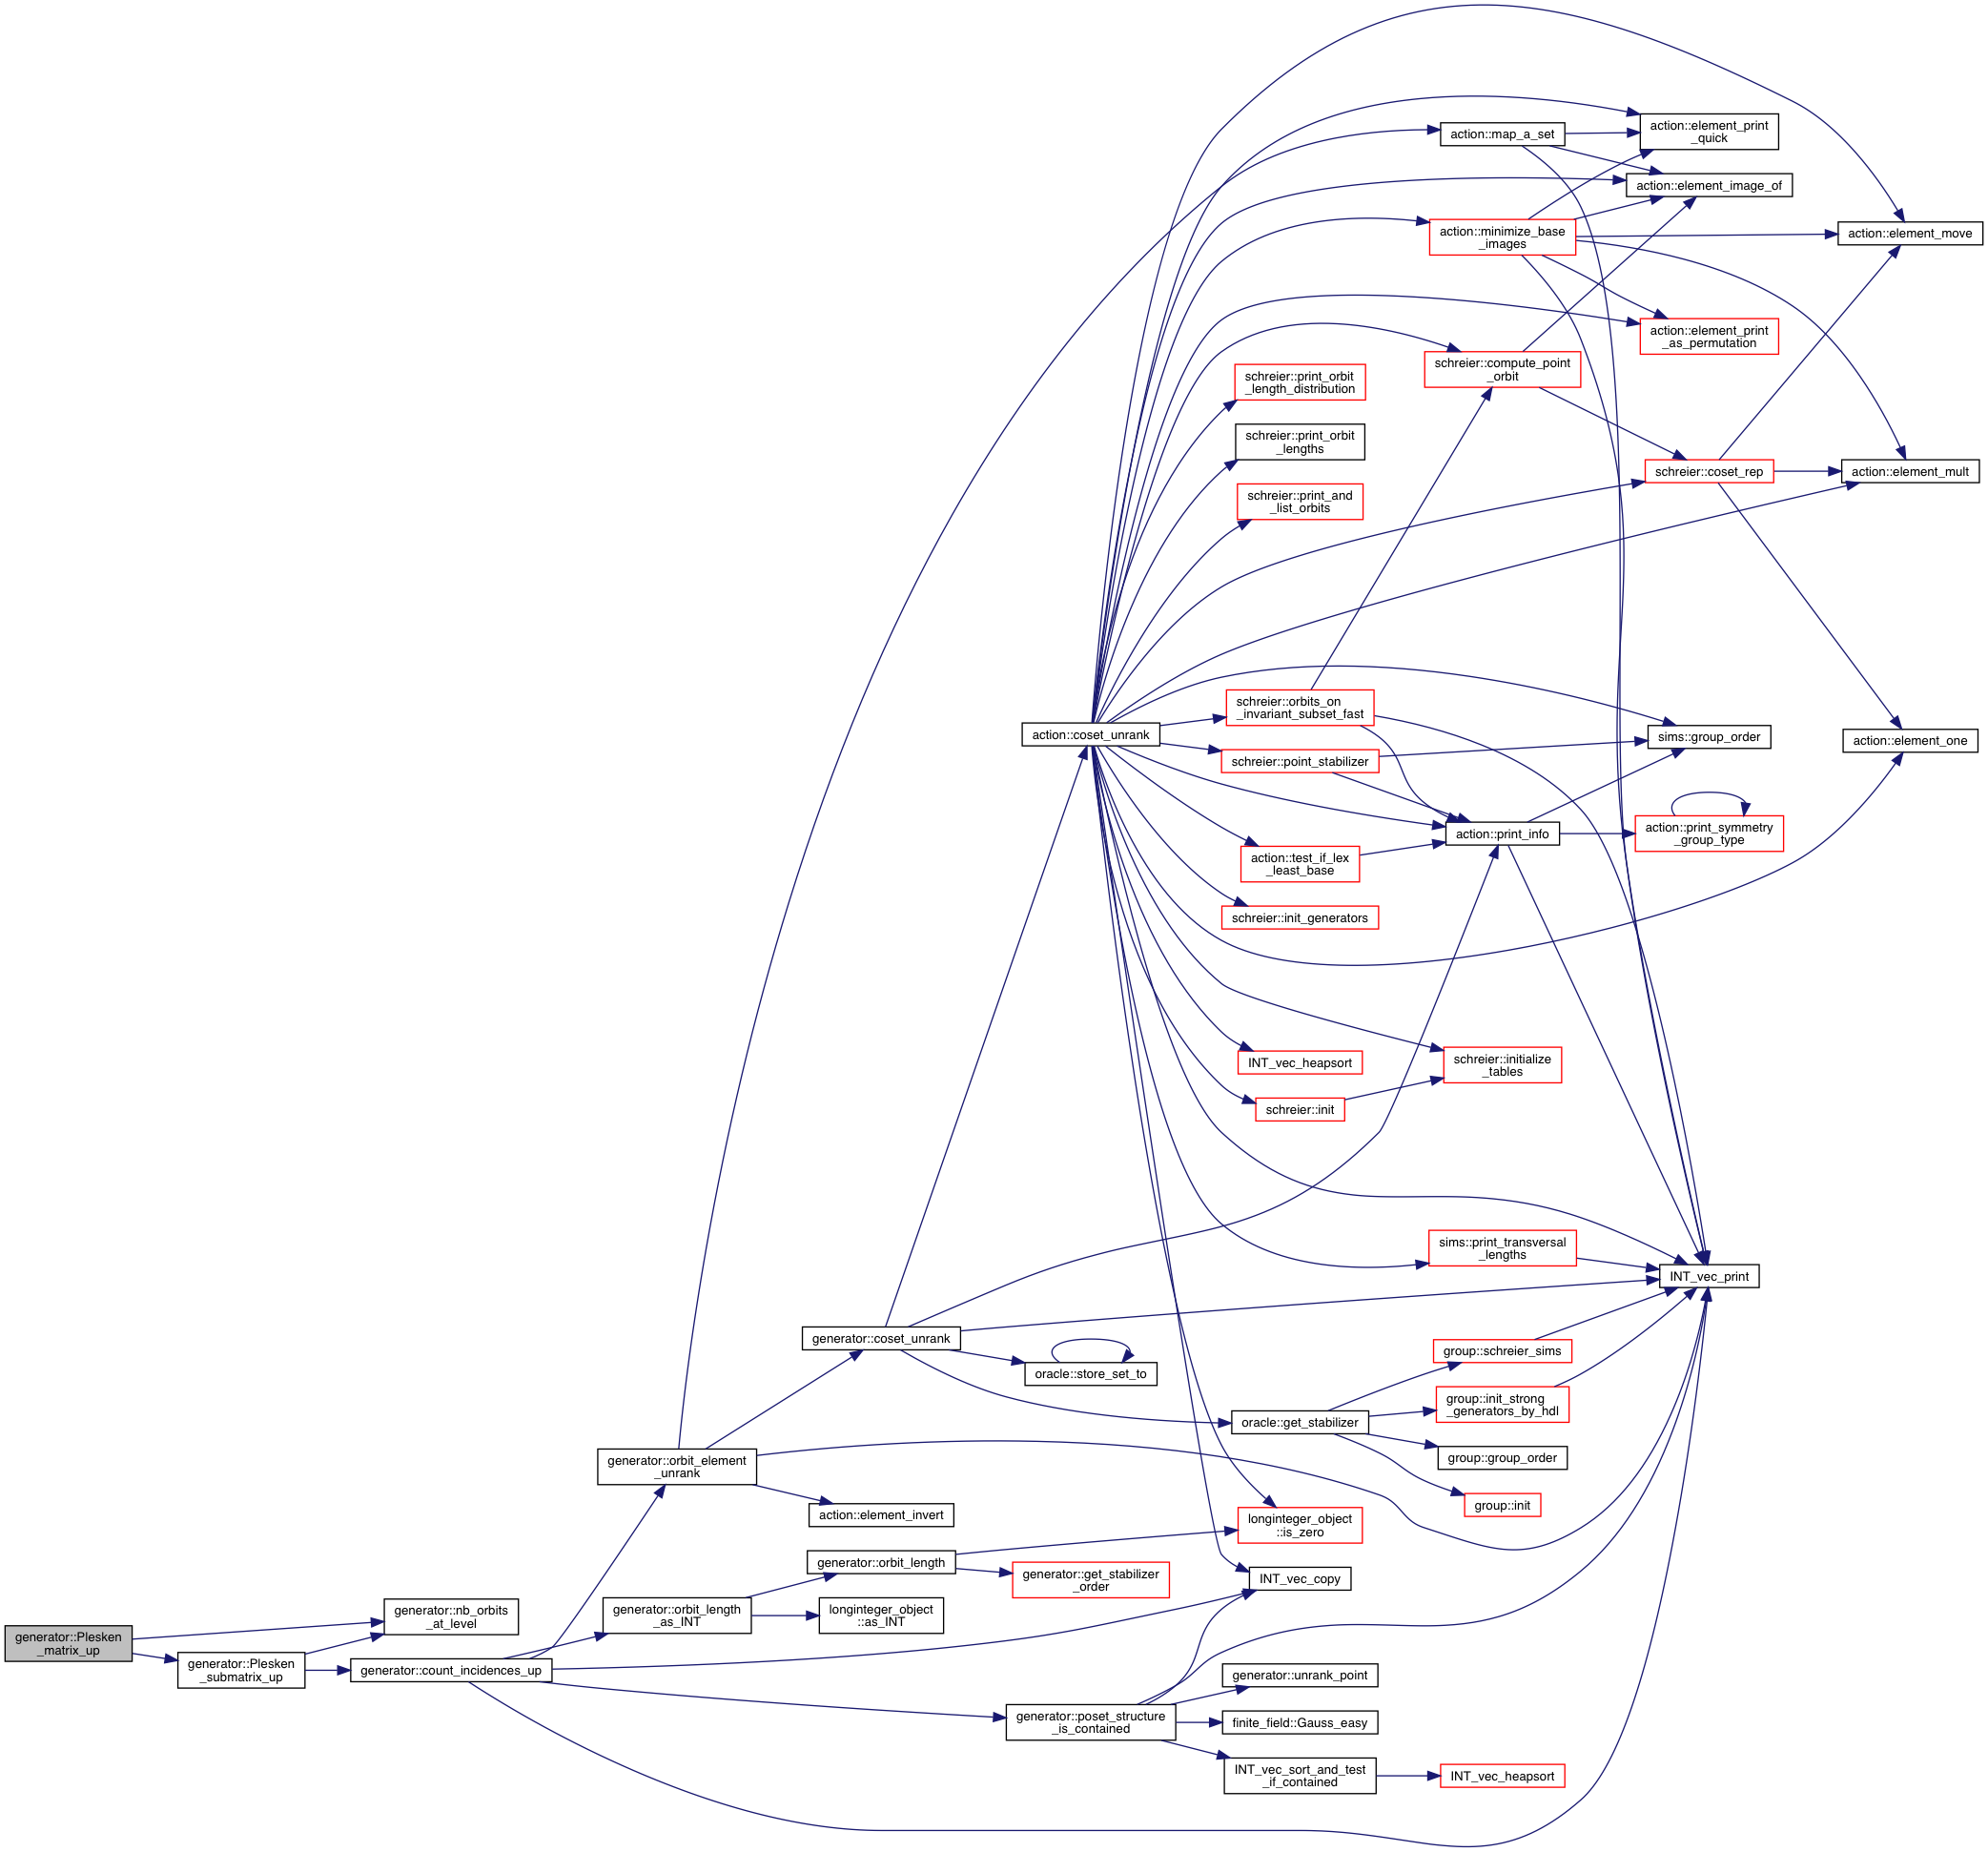 generator::Plesken
_matrix_up
generator::nb_orbits
_at_level
generator::Plesken
_submatrix_up
generator::count_incidences_up
generator::orbit_element
_unrank
action::element_invert
generator::orbit_length
_as_INT
generator::orbit_length
longinteger_object
::as_INT
generator::coset_unrank
action::coset_unrank
oracle::store_set_to
generator::get_stabilizer
_order
generator::poset_structure
_is_contained
schreier::print_orbit
_length_distribution
schreier::print_orbit
_lengths
schreier::print_and
_list_orbits
schreier::orbits_on
_invariant_subset_fast
schreier::point_stabilizer
action::test_if_lex
_least_base
schreier::init_generators
INT_vec_heapsort
schreier::init
oracle::get_stabilizer
longinteger_object
::is_zero
INT_vec_copy
generator::unrank_point
finite_field::Gauss_easy
INT_vec_sort_and_test
_if_contained
action::map_a_set
action::minimize_base
_images
schreier::compute_point
_orbit
action::print_info
schreier::initialize
_tables
sims::print_transversal
_lengths
group::schreier_sims
group::init_strong
_generators_by_hdl
group::group_order
group::init
INT_vec_heapsort
action::element_print
_quick
action::element_image_of
action::element_print
_as_permutation
schreier::coset_rep
sims::group_order
action::print_symmetry
_group_type
INT_vec_print
action::element_move
action::element_mult
action::element_one